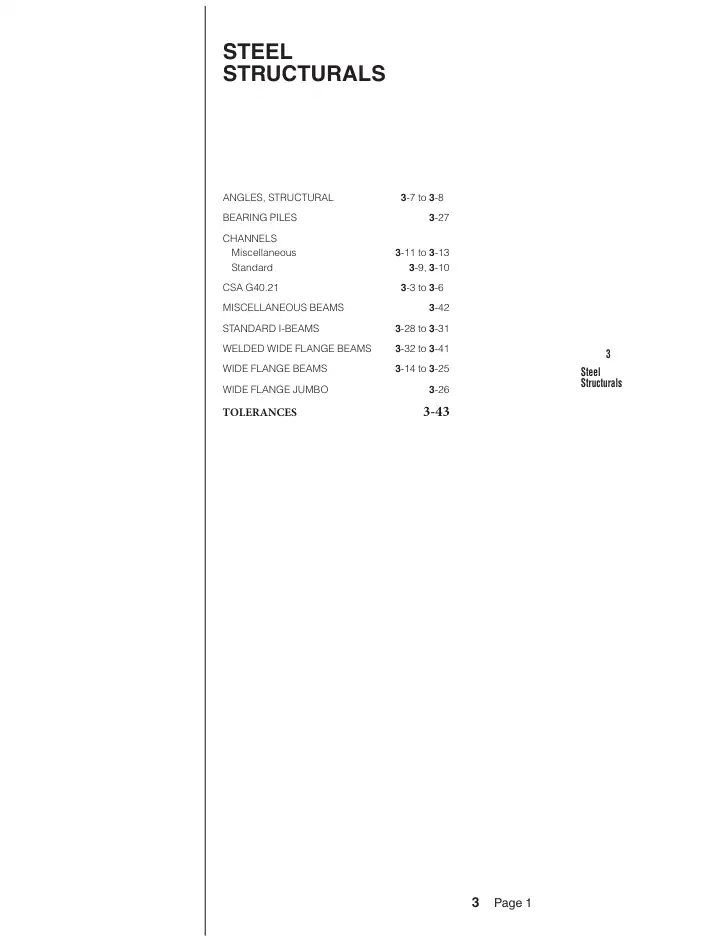 STEEL
STRUCTURALS
ANGLES, STRUCTURAL 3-7 to 3-8
BEARING PILES 3-27
CHANNELS
Miscellaneous 3-11 to 3-13
Standard 3-9, 3-10
CSA G40.21 3-3 to 3-6
MISCELLANEOUS BEAMS 3-42
STANDARD I-BEAMS 3-28 to 3-31
WELDED WIDE FLANGE BEAMS 3-32 to 3-41
WIDE FLANGE BEAMS 3-14 to 3-25
WIDE FLANGE JUMBO 3-26
TOLERANCES 3-43
3
Steel
Structurals
3 Page 1